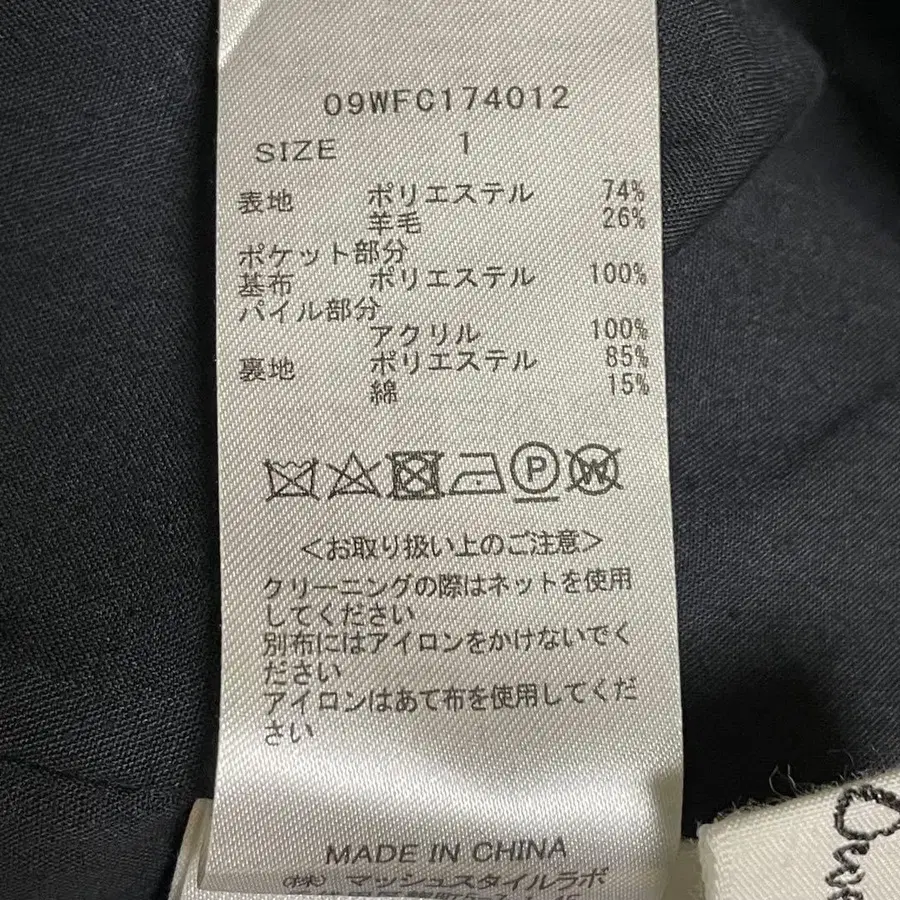 09WFC174012
SIZE 1
表地 ポリエステル 74%
羊毛 26%
ポケット部分
基布 ポリエステル 100%
パイル部分
アクリル 100%
裏地 ポリエステル 85%
綿 15%
P
W
<お取り扱い上のご注意>
クリーニングの際はネットを使用
してください
別布にはアイロンをかけないでく
ださい
アイロンはあて布を使用してくだ
さい
MADE IN CHINA
(株) マッシュスタイルラボ